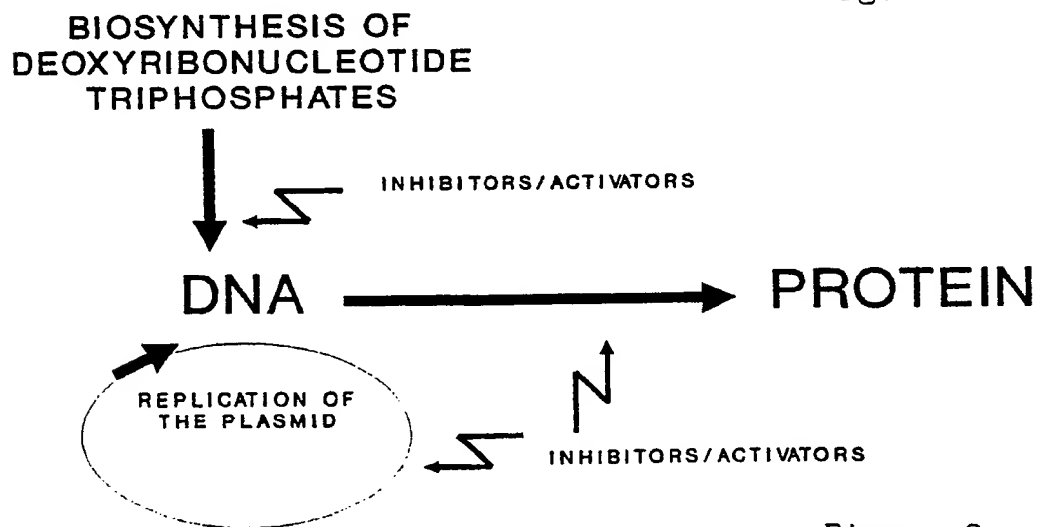 BIOSYNTHESIS OF
DEOXYRIBONUCLEOTIDE
TRIPHOSPHATES
INHIBITORS/ACTIVATORS
DNA
PROTEIN
REPLICATION OF
THE PLASMID
INHIBITORS/ACTIVATORS